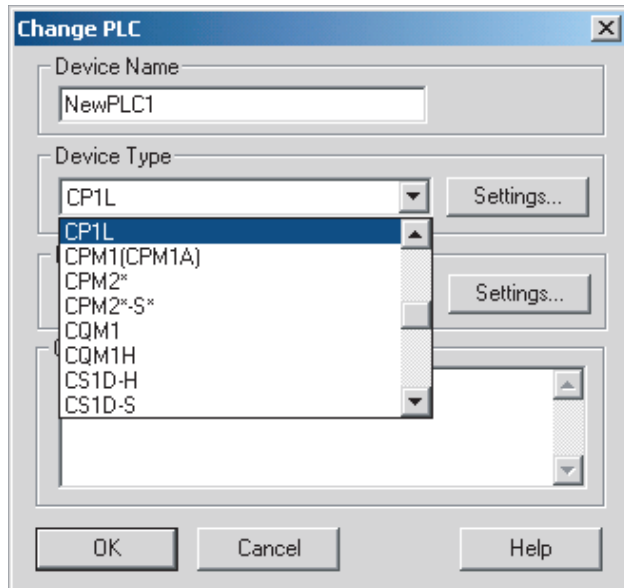 Change PLC
Device Name
NewPLC1
Device Type
CP1L
Settings...
CP1L
CPM1(CPM1A)
CPM2*
CPM2*-S*
Settings...
CQM1
CQM1H
CS1D-H
CS1D-S
OK
Cancel
Help